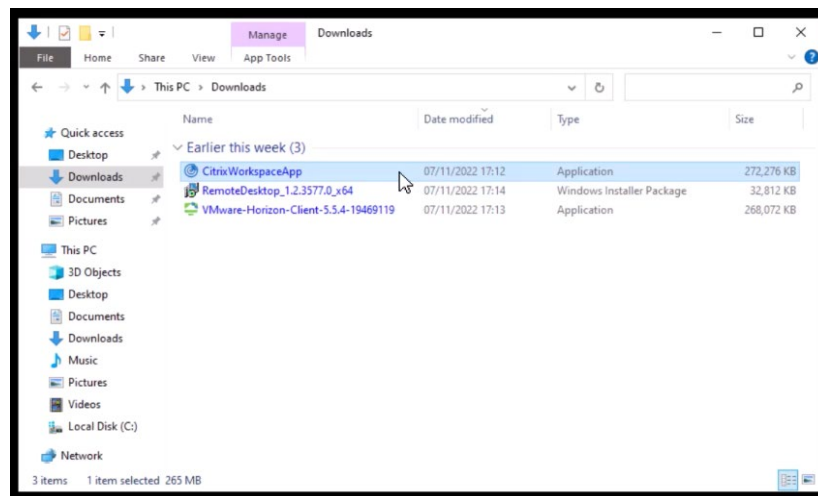 Manage Downloads
File Home Share View App Tools
This PC > Downloads
Name Date modified Type Size
Quick access
Earlier this week (3)
Desktop
Downloads CitrixWorkspaceApp 07/11/2022 17:12 Application 272,276 KB
Documents RemoteDesktop_1.2.3577.0_x64 07/11/2022 17:14 Windows Installer Package 32,812 KB
Pictures VMware-Horizon-Client-5.5.4-19469119 07/11/2022 17:13 Application 268,072 KB
This PC
3D Objects
Desktop
Documents
Downloads
Music
Pictures
Videos
Local Disk (C:)
Network
3 items 1 item selected 265 MB